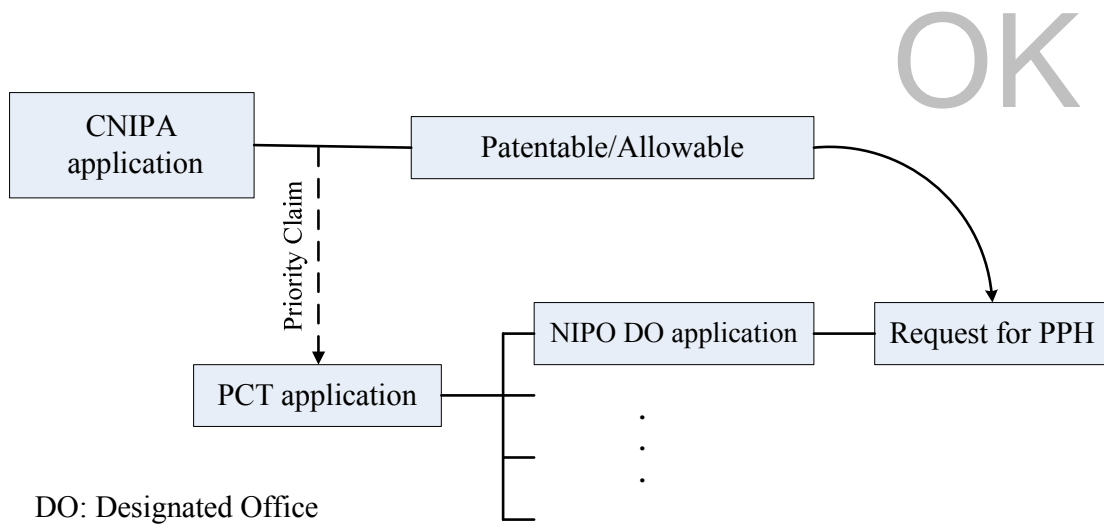 OK
CNIPA
application
Patentable/Allowable
Priority Claim
NIPO DO application
Request for PPH
PCT application
DO: Designated Office